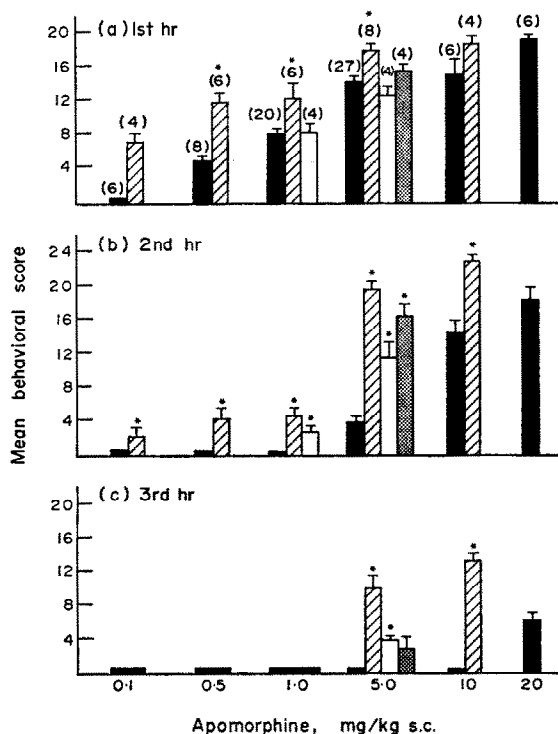 (a) 1st hr
20
16
12
8
4
(6) (4) (8) * (6) (20) * (6) (4) (27) * (8) (4) (4) (6) (4) (6)
Mean behavioral score
(b) 2nd hr
24
20
16
12
8
4
* * * * * * * *
(c) 3rd hr
20
16
12
8
4
* * *
0·1 0·5 1·0 5·0 10 20
Apomorphine, mg/kg s.c.